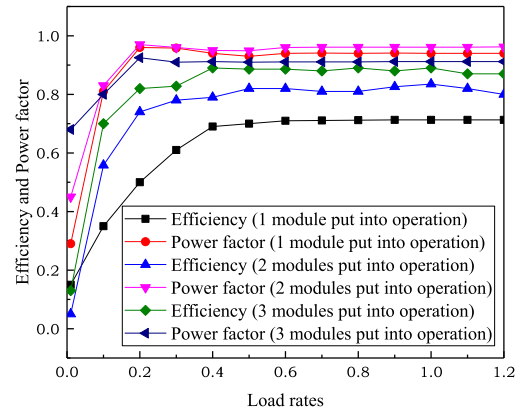 Efficiency and Power factor
1.0
0.8
0.6
0.4
0.2
0.0
Efficiency (1 module put into operation)
Power factor (1 module put into operation)
Efficiency (2 modules put into operation)
Power factor (2 modules put into operation)
Efficiency (3 modules put into operation)
Power factor (3 modules put into operation)
0.0 0.2 0.4 0.6 0.8 1.0 1.2
Load rates